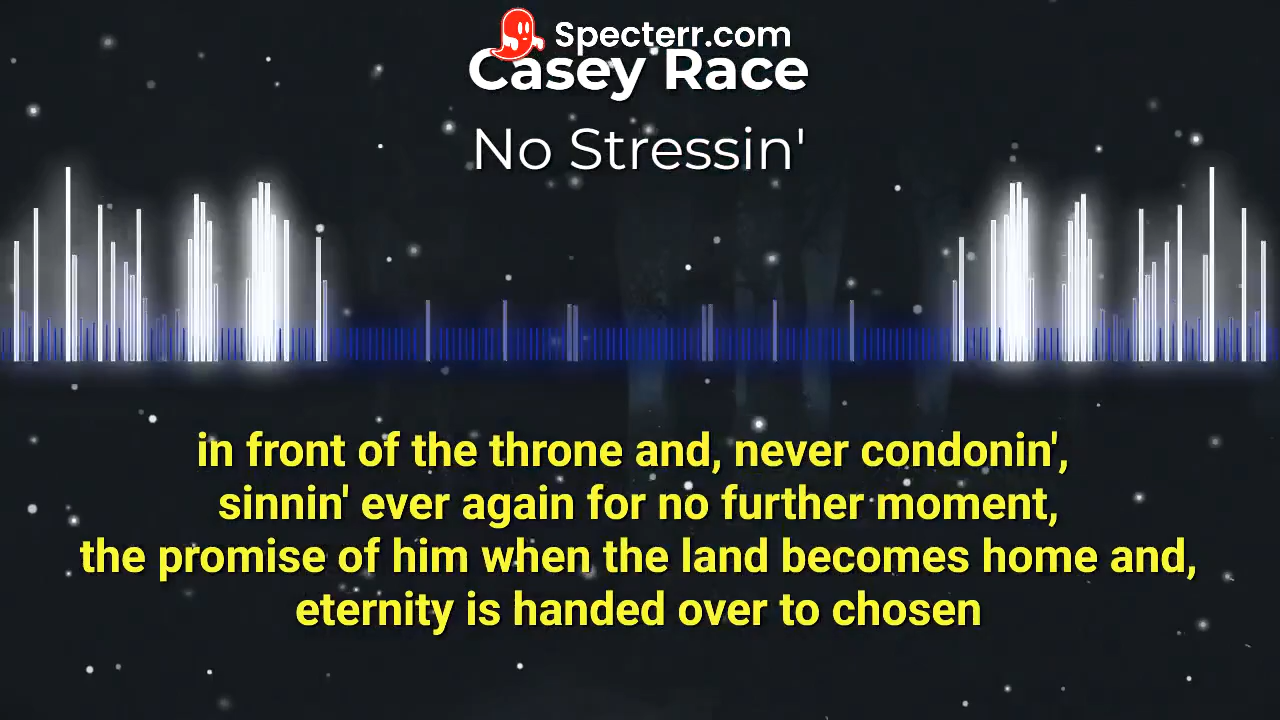 Specterr.com
Casey Race
No Stressin'
in front of the throne and, never condonin',
sinnin' ever again for no further moment,
the promise of him when the land becomes home and,
eternity is handed over to chosen